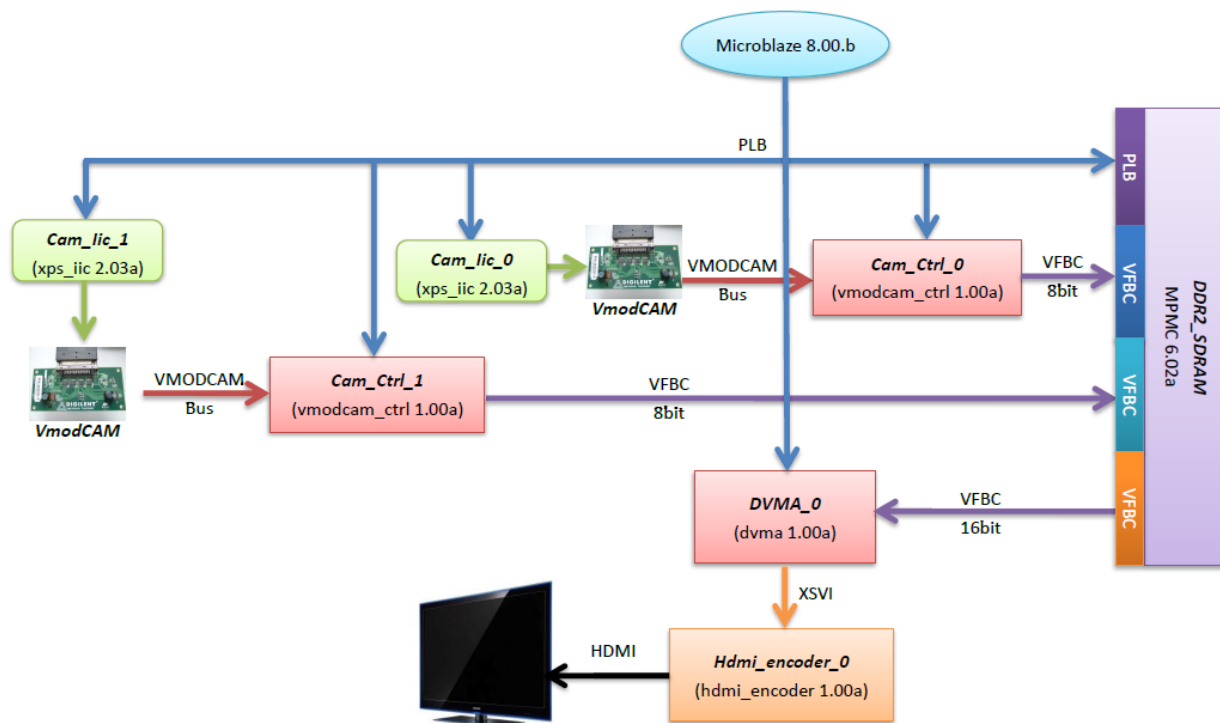 Microblaze 8.00.b
PLB
PLB
Cam_Iic_1
(xps_iic 2.03a)
Cam_Iic_0
(xps_iic 2.03a)
DIGILENT
VmodCAM
VMODCAM
Bus
Cam_Ctrl_0
(vmodcam_ctrl 1.00a)
VFBC
8bit
VFBC
DDR2_SDRAM
MPMC 6.02a
DIGILENT
VmodCAM
VMODCAM
Bus
Cam_Ctrl_1
(vmodcam_ctrl 1.00a)
VFBC
8bit
VFBC
DVMA_0
(dvma 1.00a)
VFBC
16bit
VFBC
XSVI
HDMI
Hdmi_encoder_0
(hdmi_encoder 1.00a)